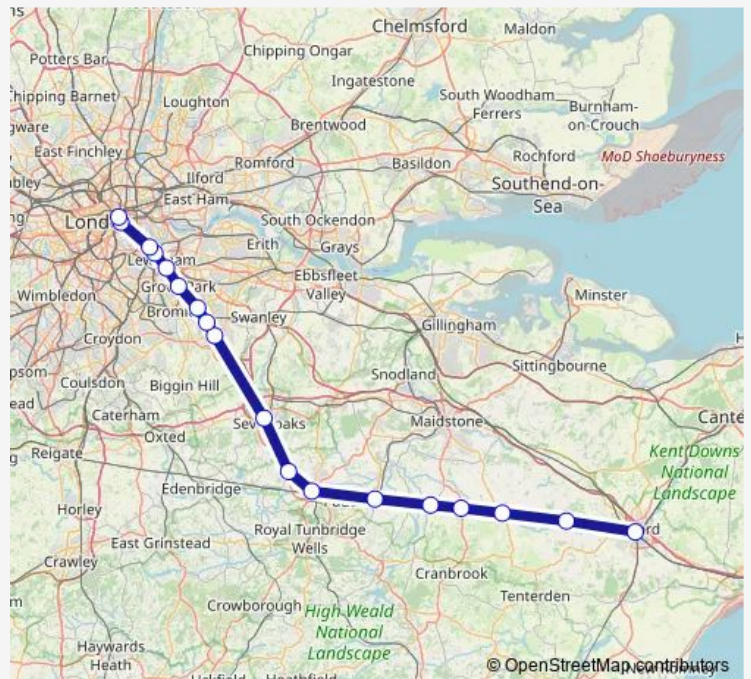 Chelmsford
Maldon
Potters Bar
Chipping Ongar
Ingatestone
South Woodham
Ferrers
Burnham-
on-Crouch
Loughton
Brentwood
East Finchley
Romford
Basildon
Rochford
MoD Shoeburyness
Ilford
East Ham
Southend-on-
Sea
South Ockendon
Erith
Grays
Ebbsfleet
Valley
Wimbledon
Minster
Swanley
Gillingham
Croydon
Coulsdon
Biggin Hill
Snodland
Sittingbourne
Caterham
Maidstone
Oxted
Reigate
Edenbridge
Kent Downs
National
Landscape
Horley
East Grinstead
Royal Tunbridge
Wells
Crawley
Cranbrook
Tenterden
Crowborough
High Weald
National
Landscape
Haywards
Heath
© OpenStreetMap contributors